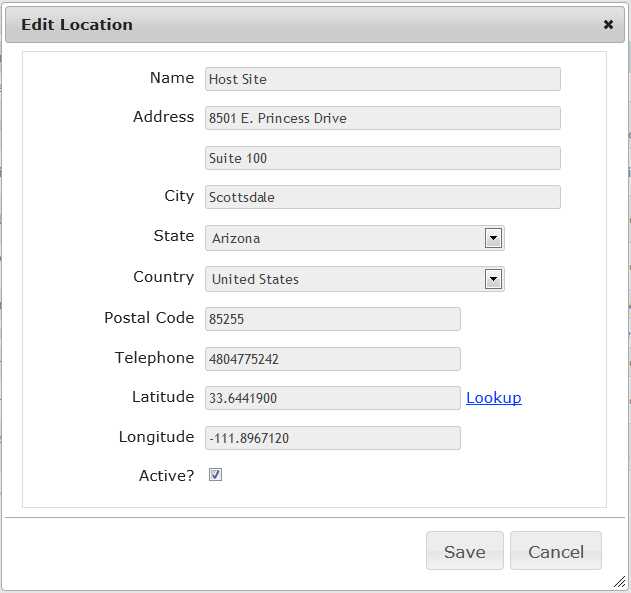 Edit Location
Name Host Site
Address 8501 E. Princess Drive
Suite 100
City Scottsdale
State Arizona
Country United States
Postal Code 85255
Telephone 4804775242
Latitude 33.6441900 Lookup
Longitude -111.8967120
Active?
Save Cancel